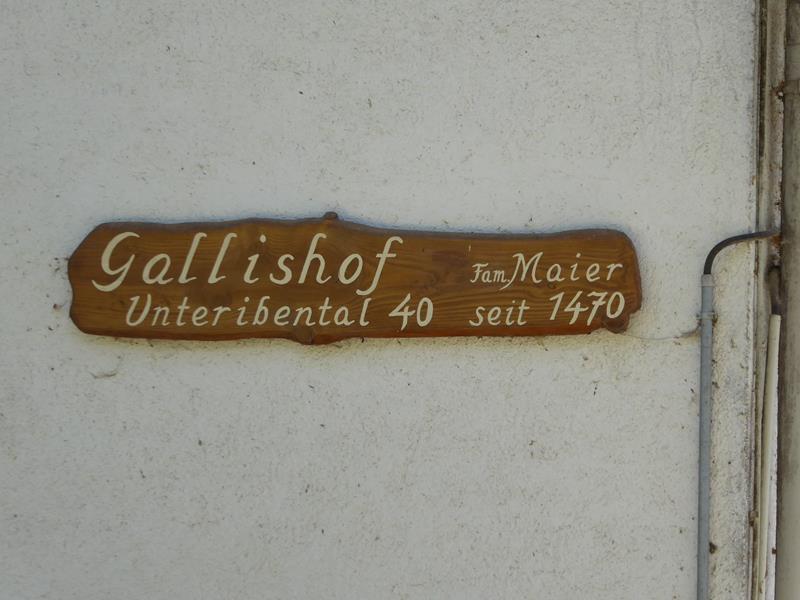 Gallishof Fam. Maier
Unteribental 40 seit 1470